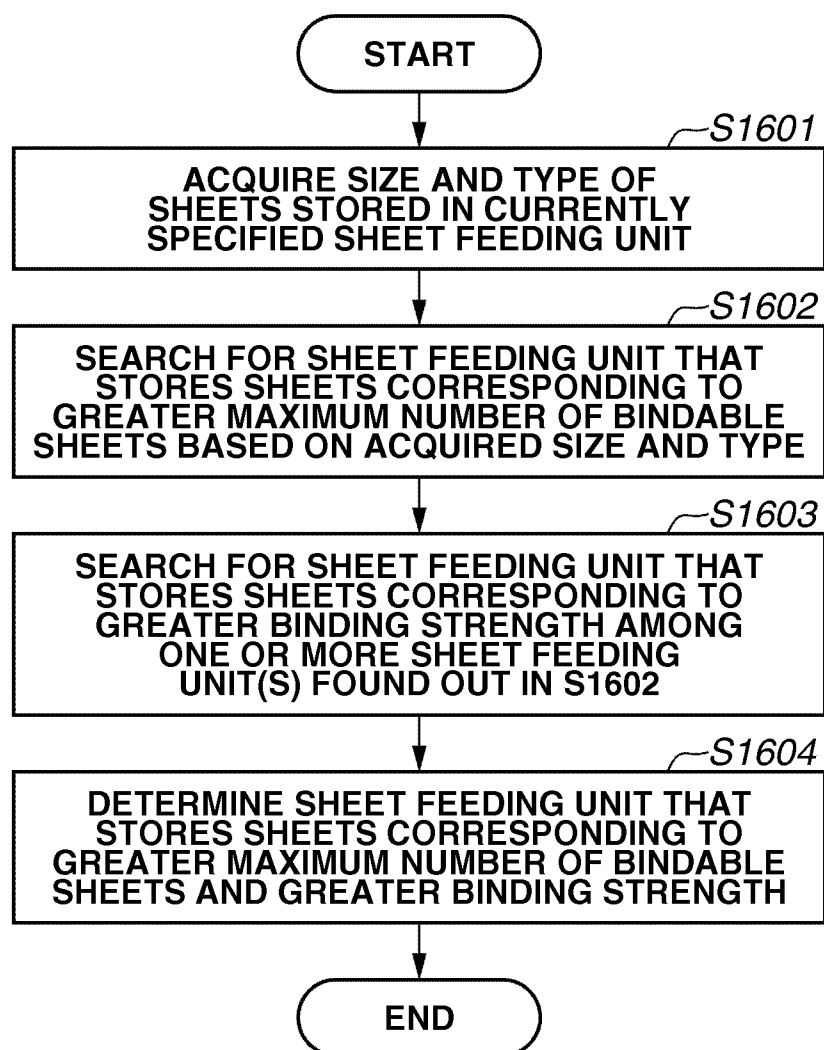 START
S1601
ACQUIRE SIZE AND TYPE OF
SHEETS STORED IN CURRENTLY
SPECIFIED SHEET FEEDING UNIT
S1602
SEARCH FOR SHEET FEEDING UNIT THAT
STORES SHEETS CORRESPONDING TO
GREATER MAXIMUM NUMBER OF BINDABLE
SHEETS BASED ON ACQUIRED SIZE AND TYPE
S1603
SEARCH FOR SHEET FEEDING UNIT THAT
STORES SHEETS CORRESPONDING TO
GREATER BINDING STRENGTH AMONG
ONE OR MORE SHEET FEEDING
UNIT(S) FOUND OUT IN S1602
S1604
DETERMINE SHEET FEEDING UNIT THAT
STORES SHEETS CORRESPONDING TO
GREATER MAXIMUM NUMBER OF BINDABLE
SHEETS AND GREATER BINDING STRENGTH
END